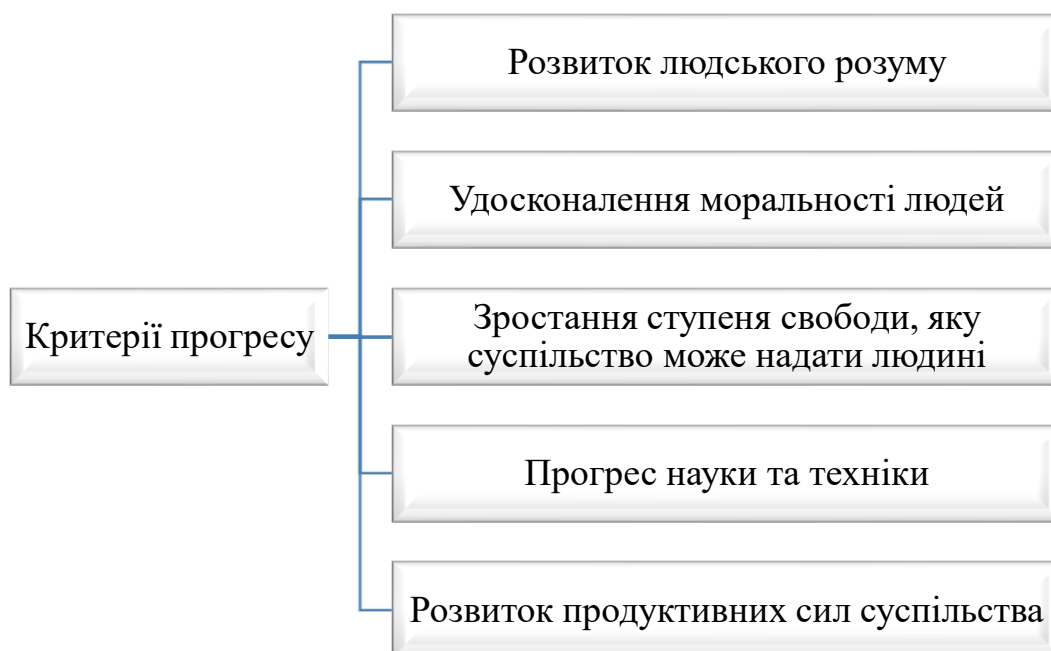 Розвиток людського розуму
Удосконалення моральності людей
Критерії прогресу
Зростання ступеня свободи, яку
суспільство може надати людині
Прогрес науки та техніки
Розвиток продуктивних сил суспільства